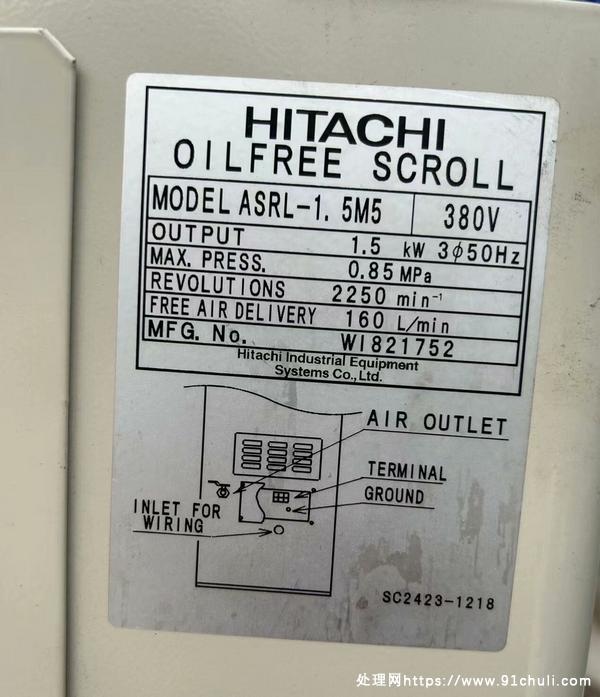 HITACHI
OILFREE SCROLL
MODEL ASRL-1.5M5 380V
OUTPUT 1.5 kW 3φ50Hz
MAX. PRESS. 0.85 MPa
REVOLUTIONS 2250 min⁻¹
FREE AIR DELIVERY 160 L/min
MFG. No. WI821752
Hitachi Industrial Equipment
Systems Co.,Ltd.
AIR OUTLET
TERMINAL
GROUND
INLET FOR
WIRING
SC2423-1218
处理网https://www.91chuli.com/